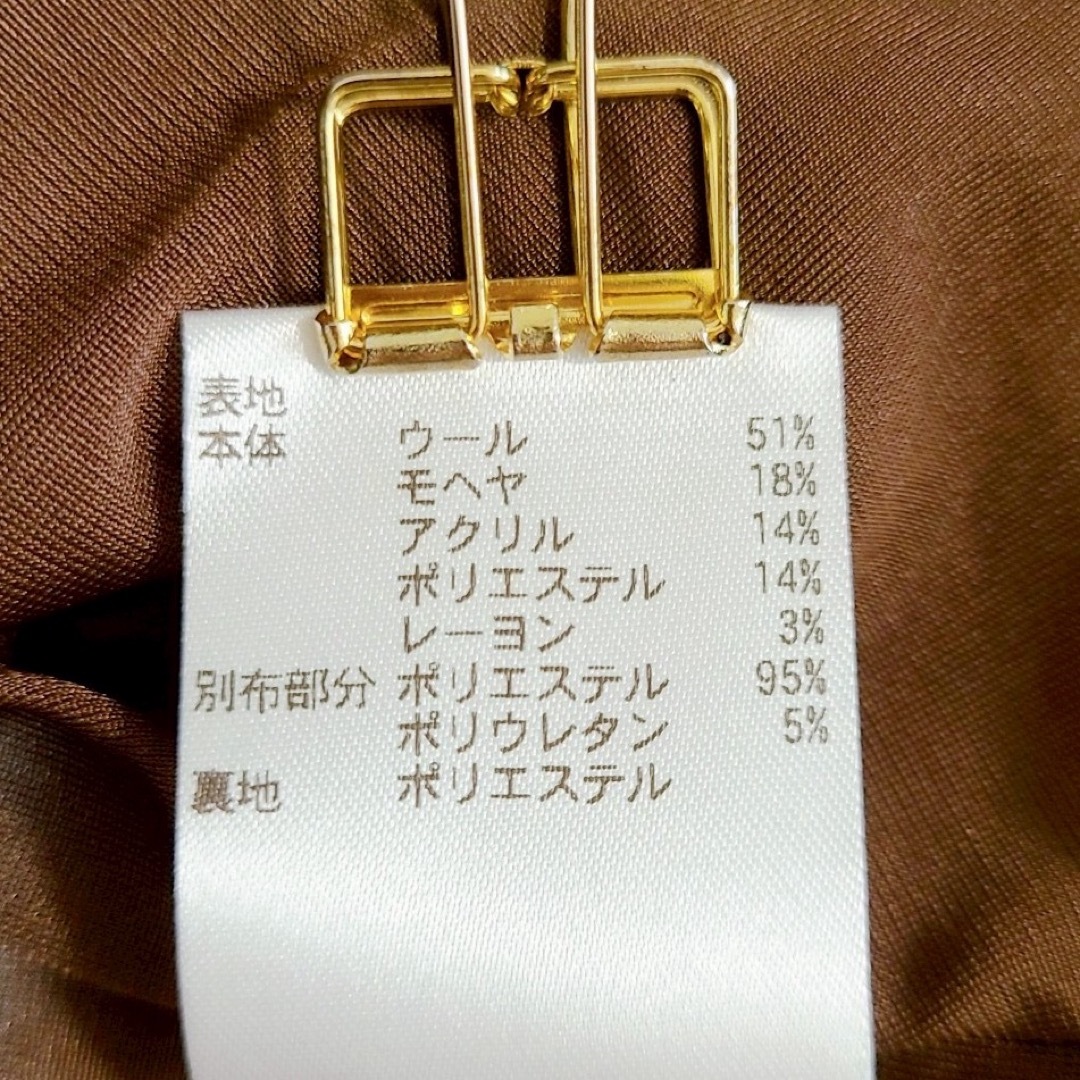 表地
本体 ウール 51%
モヘヤ 18%
アクリル 14%
ポリエステル 14%
レーヨン 3%
別布部分 ポリエステル 95%
ポリウレタン 5%
裏地 ポリエステル